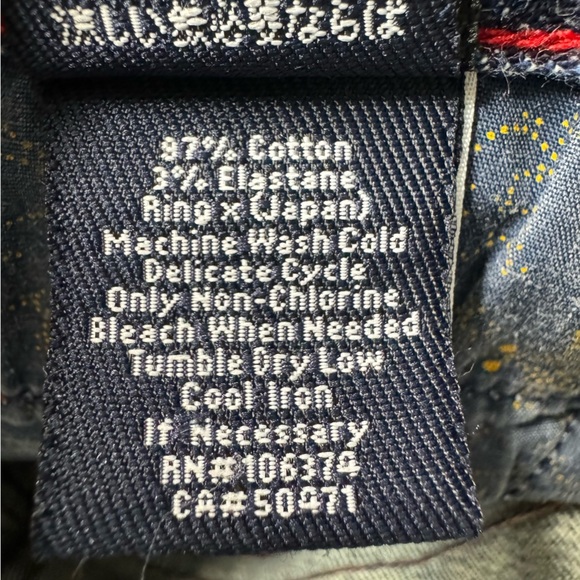 97% Cotton
3% Elastane
Ring x (Japan)
Machine Wash Cold
Delicate Cycle
Only Non-Chlorine
Bleach When Needed
Tumble Dry Low
Cool Iron
If Necessary
RN#106374
CA#50471